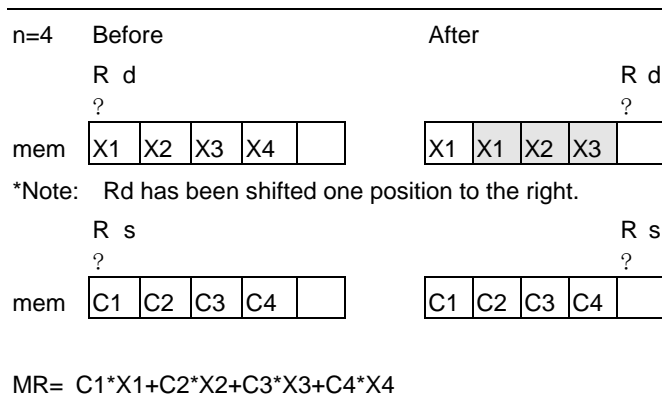 n=4 Before After
R d R d
? ?
mem X1 X2 X3 X4 X1 X1 X2 X3
*Note: Rd has been shifted one position to the right.
R s R s
? ?
mem C1 C2 C3 C4 C1 C2 C3 C4
MR= C1*X1+C2*X2+C3*X3+C4*X4